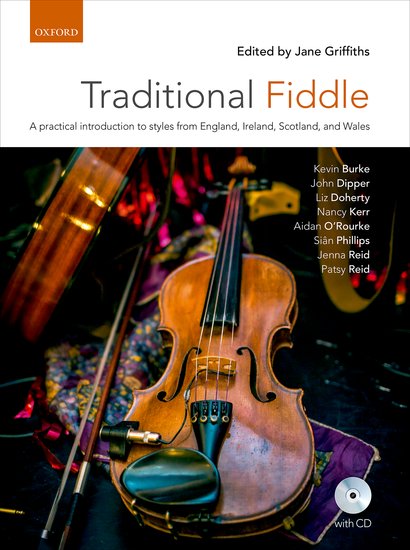 OXFORD
Edited by Jane Griffiths
Traditional Fiddle
A practical introduction to styles from England, Ireland, Scotland, and Wales
Kevin Burke
John Dipper
Liz Doherty
Nancy Kerr
Aidan O'Rourke
Siân Phillips
Jenna Reid
Patsy Reid
with CD